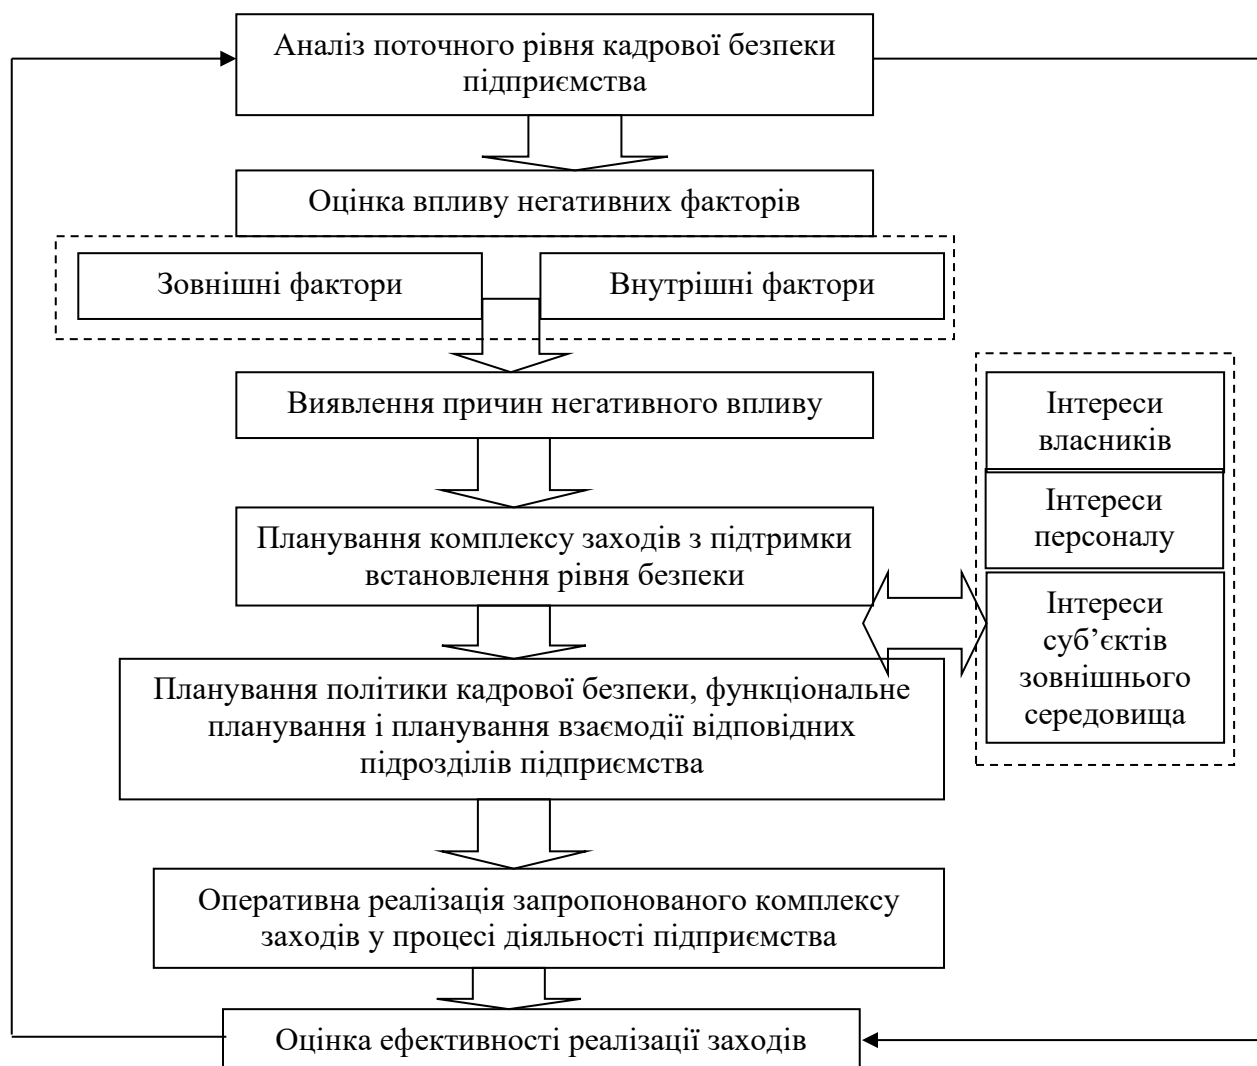 Аналіз поточного рівня кадрової безпеки
підприємства
Оцінка впливу негативних факторів
Зовнішні фактори
Внутрішні фактори
Виявлення причин негативного впливу
Інтереси
власників
Інтереси
персоналу
Інтереси
суб’єктів
зовнішнього
середовища
Планування комплексу заходів з підтримки
встановлення рівня безпеки
Планування політики кадрової безпеки, функціональне
планування і планування взаємодії відповідних
підрозділів підприємства
Оперативна реалізація запропонованого комплексу
заходів у процесі діяльності підприємства
Оцінка ефективності реалізації заходів